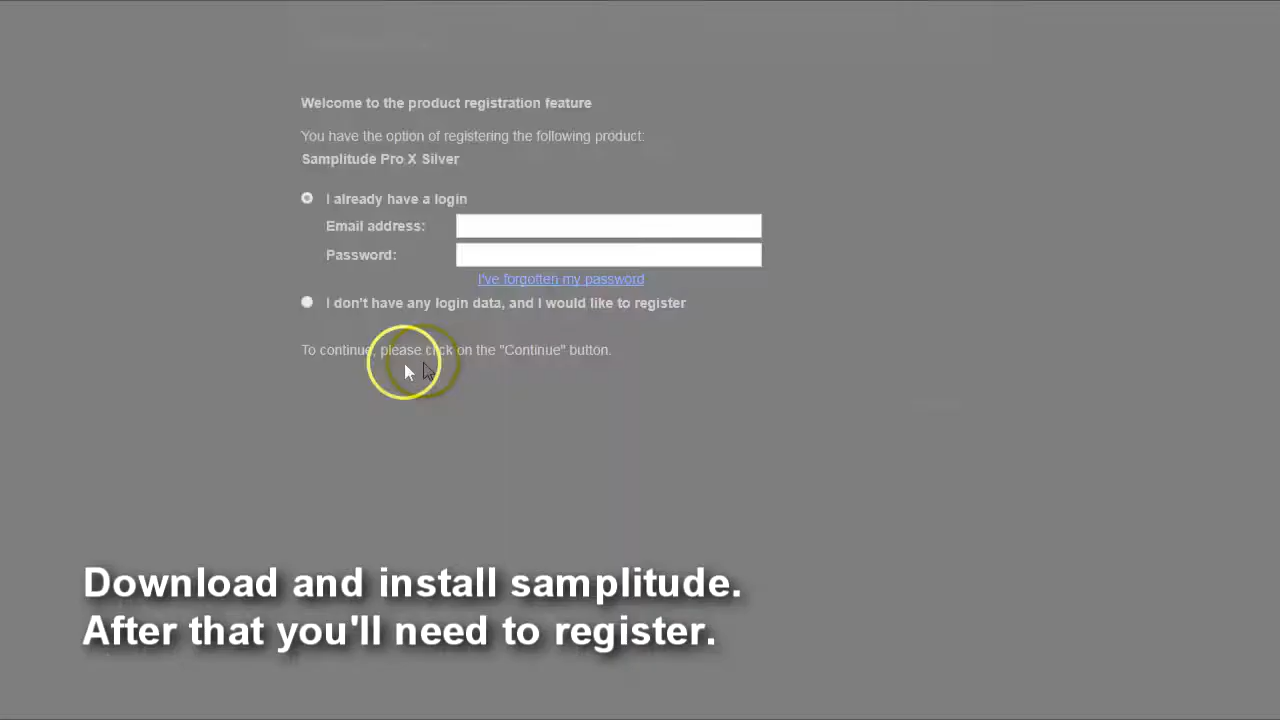 Welcome to the product registration feature
You have the option of registering the following product:
Samplitude Pro X Silver
I already have a login
Email address:
Password:
I've forgotten my password
I don't have any login data, and I would like to register
To continue, please click on the "Continue" button.
Download and install samplitude.
After that you'll need to register.